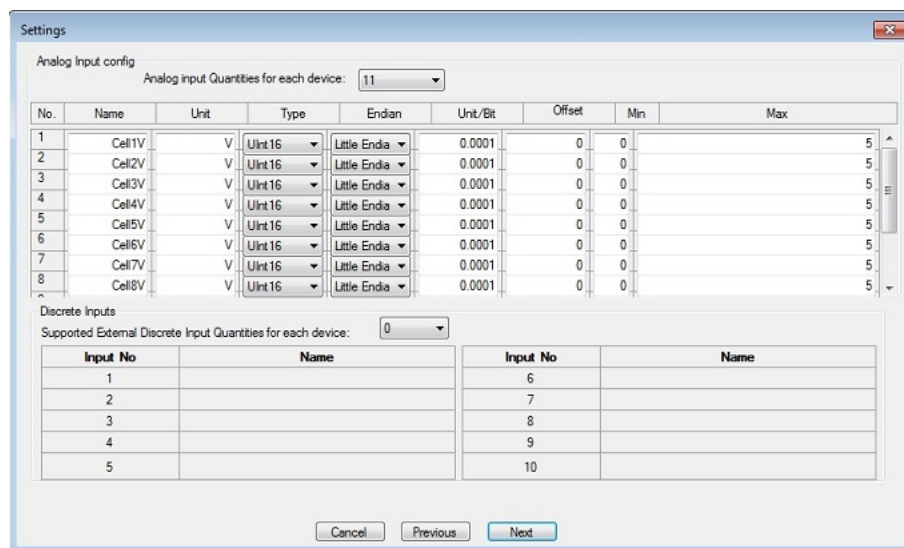 Settings
Analog Input config
Analog input Quantities for each device: 11
No. Name Unit Type Endian Unit/Bit Offset Min Max
1 Cell1V V UInt16 Little Endia 0.0001 0 0 5
2 Cell2V V UInt16 Little Endia 0.0001 0 0 5
3 Cell3V V UInt16 Little Endia 0.0001 0 0 5
4 Cell4V V UInt16 Little Endia 0.0001 0 0 5
5 Cell5V V UInt16 Little Endia 0.0001 0 0 5
6 Cell6V V UInt16 Little Endia 0.0001 0 0 5
7 Cell7V V UInt16 Little Endia 0.0001 0 0 5
8 Cell8V V UInt16 Little Endia 0.0001 0 0 5
Discrete Inputs
Supported External Discrete Input Quantities for each device: 0
Input No Name Input No Name
1 6
2 7
3 8
4 9
5 10
Cancel Previous Next